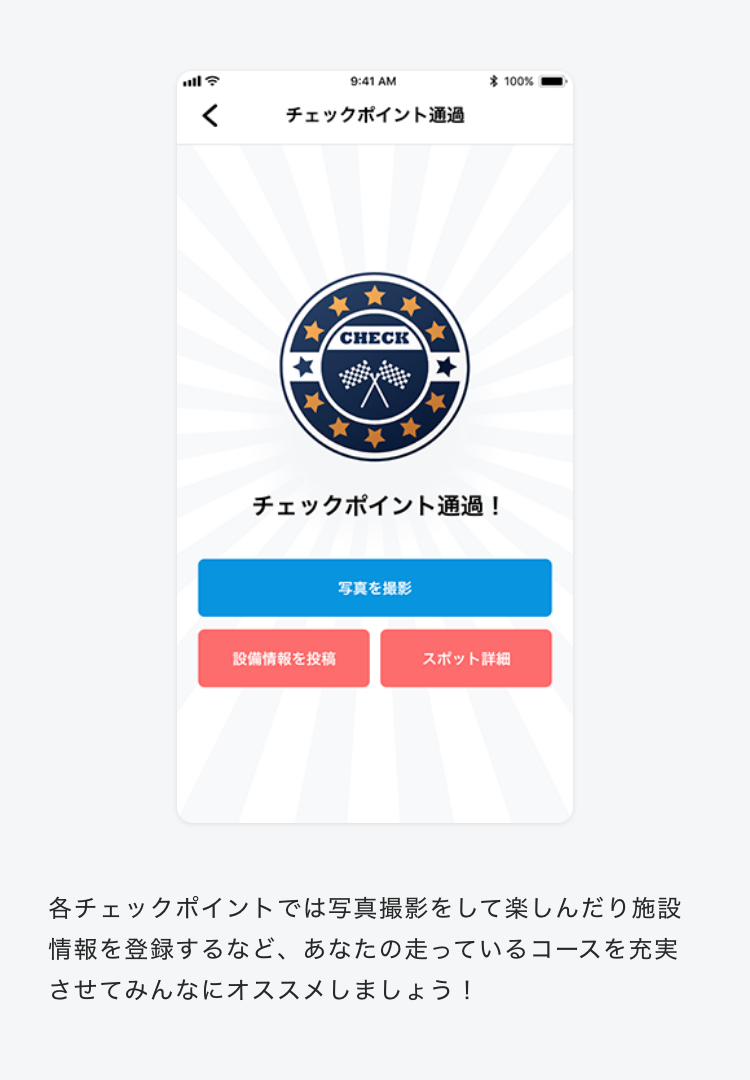 9:41 AM
100%
チェックポイント通過
CHECK
チェックポイント通過！
写真を撮影
設備情報を投稿
スポット詳細
各チェックポイントでは写真撮影をして楽しんだり施設
情報を登録するなど、あなたの走っているコースを充実
させてみんなにオススメしましょう！